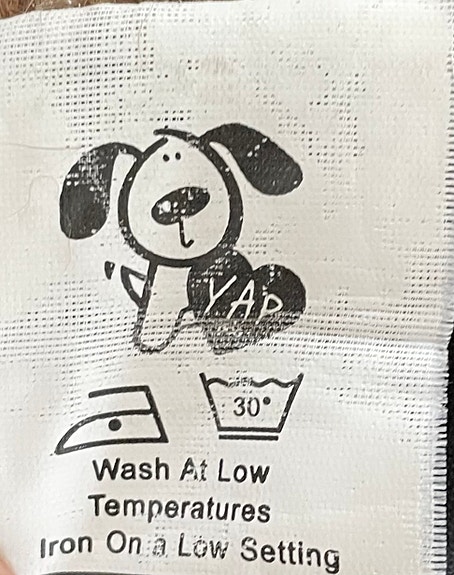 YAP
30°
Wash At Low
Temperatures
Iron On a Low Setting